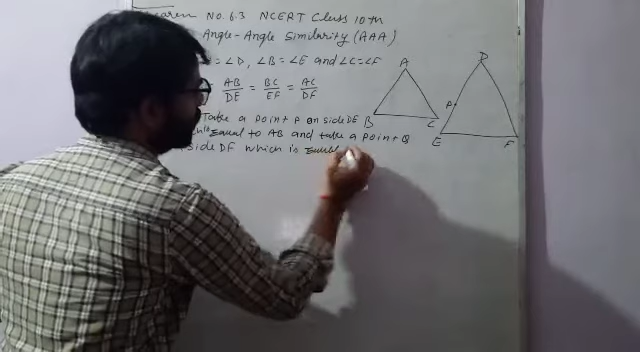 Theorem No. 6.3 NCERT Class 10th
Angle-Angle Similarity (AAA)
= ∠D, ∠B = ∠E and ∠C = ∠F
AB/DE = BC/EF = AC/DF
Take a point P on side DE
Equal to AB and take a point Q
side DF which is Equal
A
B
C
D
P
E
F